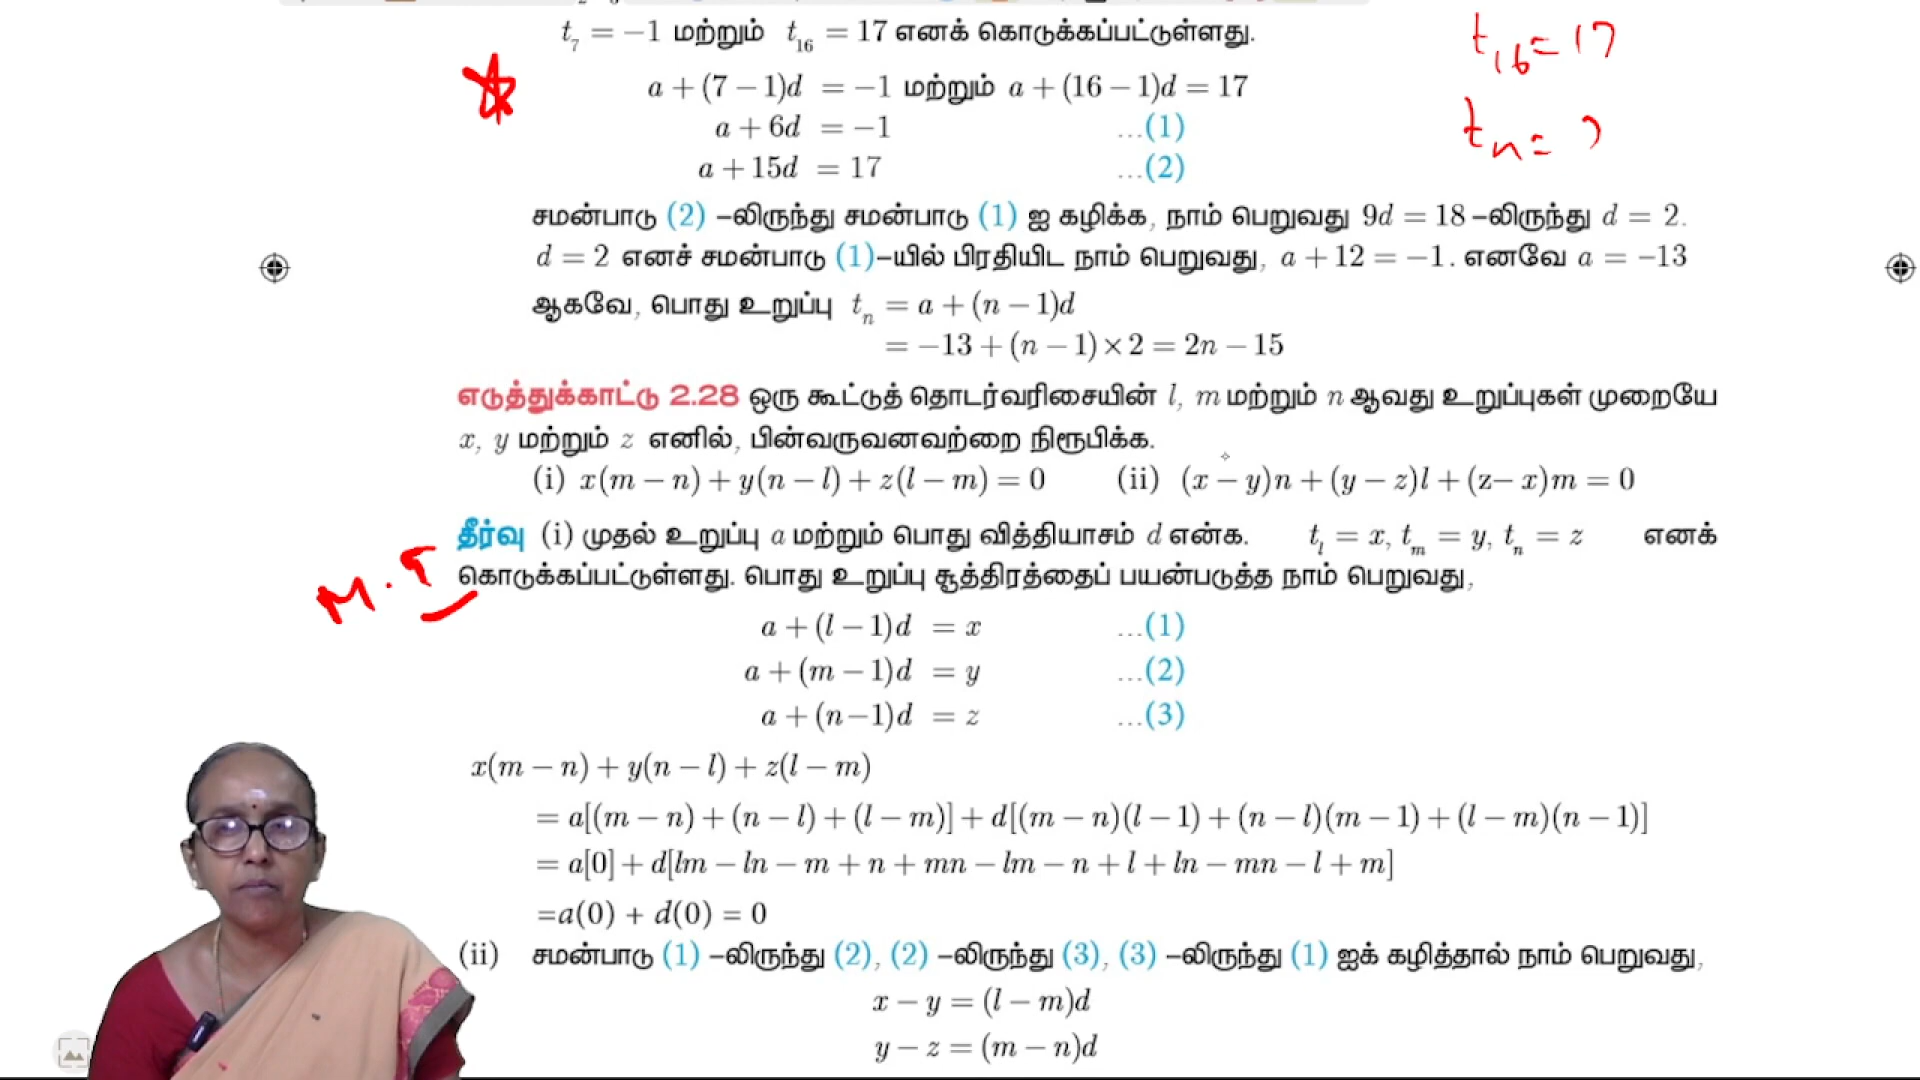 t₇ = −1 மற்றும் t₁₆ = 17 எனக் கொடுக்கப்பட்டுள்ளது.
t₁₆ = 17
a + (7 − 1)d = −1 மற்றும் a + (16 − 1)d = 17
a + 6d = −1 ...(1)
tₙ = ?
a + 15d = 17 ...(2)
சமன்பாடு (2) –லிருந்து சமன்பாடு (1) ஐ கழிக்க, நாம் பெறுவது 9d = 18 –லிருந்து d = 2.
d = 2 எனச் சமன்பாடு (1)–யில் பிரதியிட நாம் பெறுவது, a + 12 = −1. எனவே a = −13
ஆகவே, பொது உறுப்பு tₙ = a + (n − 1)d
= −13 + (n − 1) × 2 = 2n − 15
எடுத்துக்காட்டு 2.28 ஒரு கூட்டுத் தொடர்வரிசையின் l, m மற்றும் n ஆவது உறுப்புகள் முறையே
x, y மற்றும் z எனில், பின்வருவனவற்றை நிரூபிக்க.
(i) x(m − n) + y(n − l) + z(l − m) = 0 (ii) (x − y)n + (y − z)l + (z− x)m = 0
தீர்வு (i) முதல் உறுப்பு a மற்றும் பொது வித்தியாசம் d என்க. tₗ = x, tₘ = y, tₙ = z எனக்
M.T
கொடுக்கப்பட்டுள்ளது. பொது உறுப்பு சூத்திரத்தைப் பயன்படுத்த நாம் பெறுவது,
a + (l − 1)d = x ...(1)
a + (m − 1)d = y ...(2)
a + (n−1)d = z ...(3)
x(m − n) + y(n − l) + z(l − m)
= a[(m − n) + (n − l) + (l − m)] + d[(m − n)(l − 1) + (n − l)(m − 1) + (l − m)(n − 1)]
= a[0] + d[lm − ln − m + n + mn − lm − n + l + ln − mn − l + m]
=a(0) + d(0) = 0
(ii) சமன்பாடு (1) –லிருந்து (2), (2) –லிருந்து (3), (3) –லிருந்து (1) ஐக் கழித்தால் நாம் பெறுவது,
x − y = (l − m)d
y − z = (m − n)d